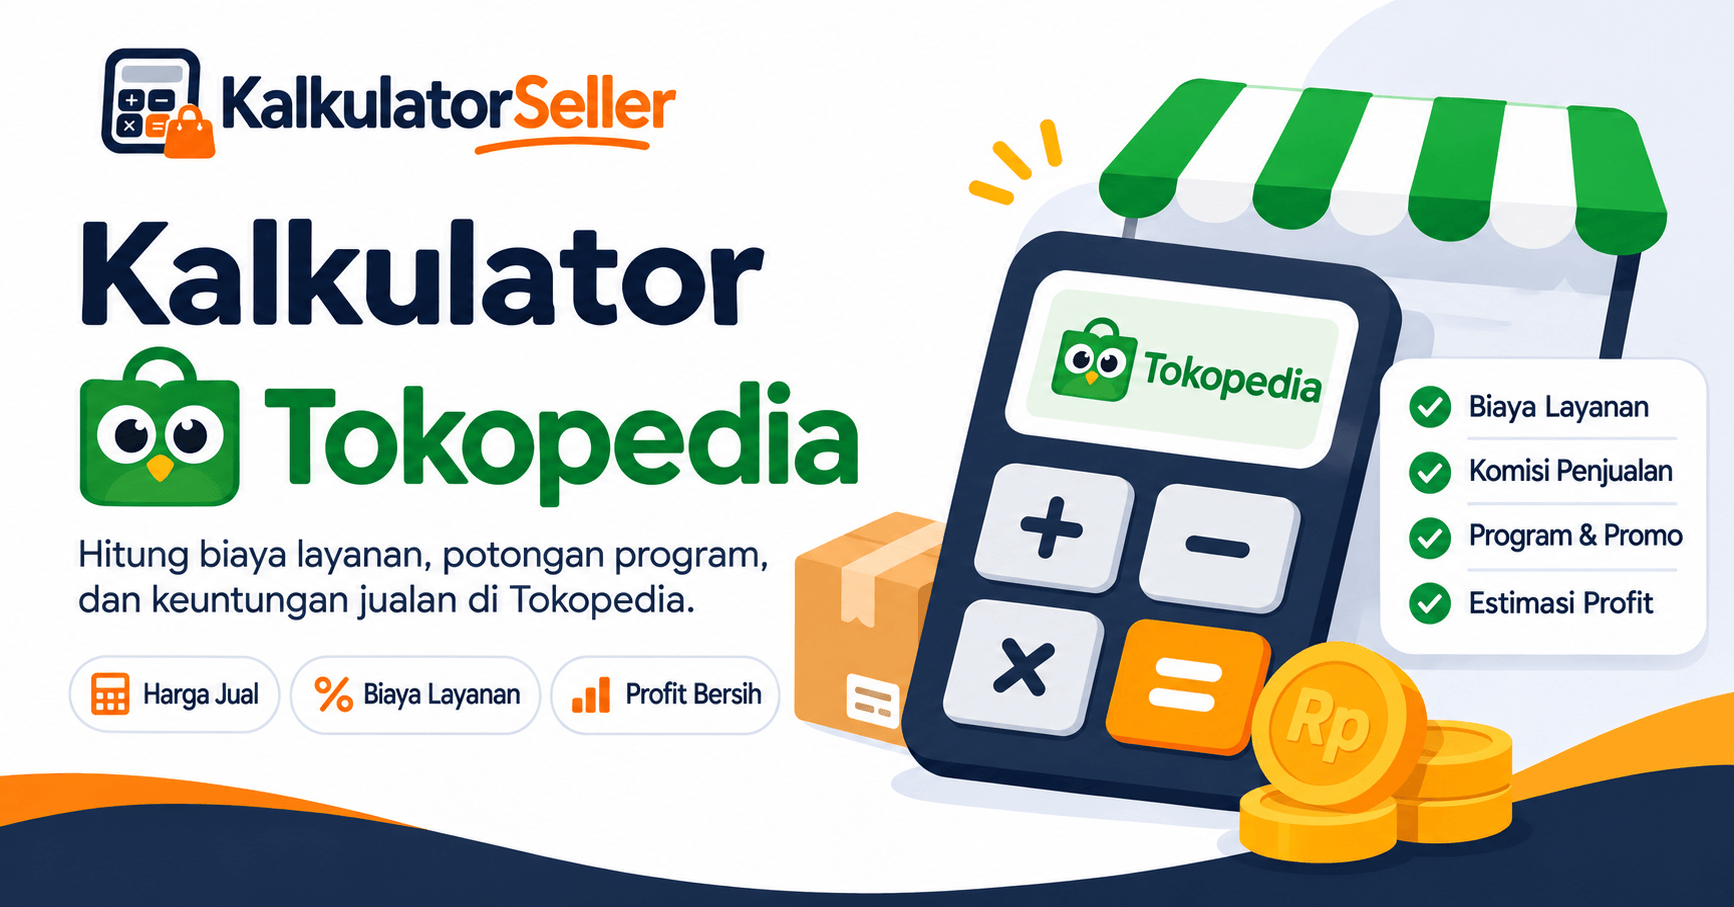 KalkulatorSeller
Kalkulator
Tokopedia
Hitung biaya layanan, potongan program,
dan keuntungan jualan di Tokopedia.
Harga Jual
Biaya Layanan
Profit Bersih
Tokopedia
Biaya Layanan
Komisi Penjualan
Program & Promo
Estimasi Profit
Rp